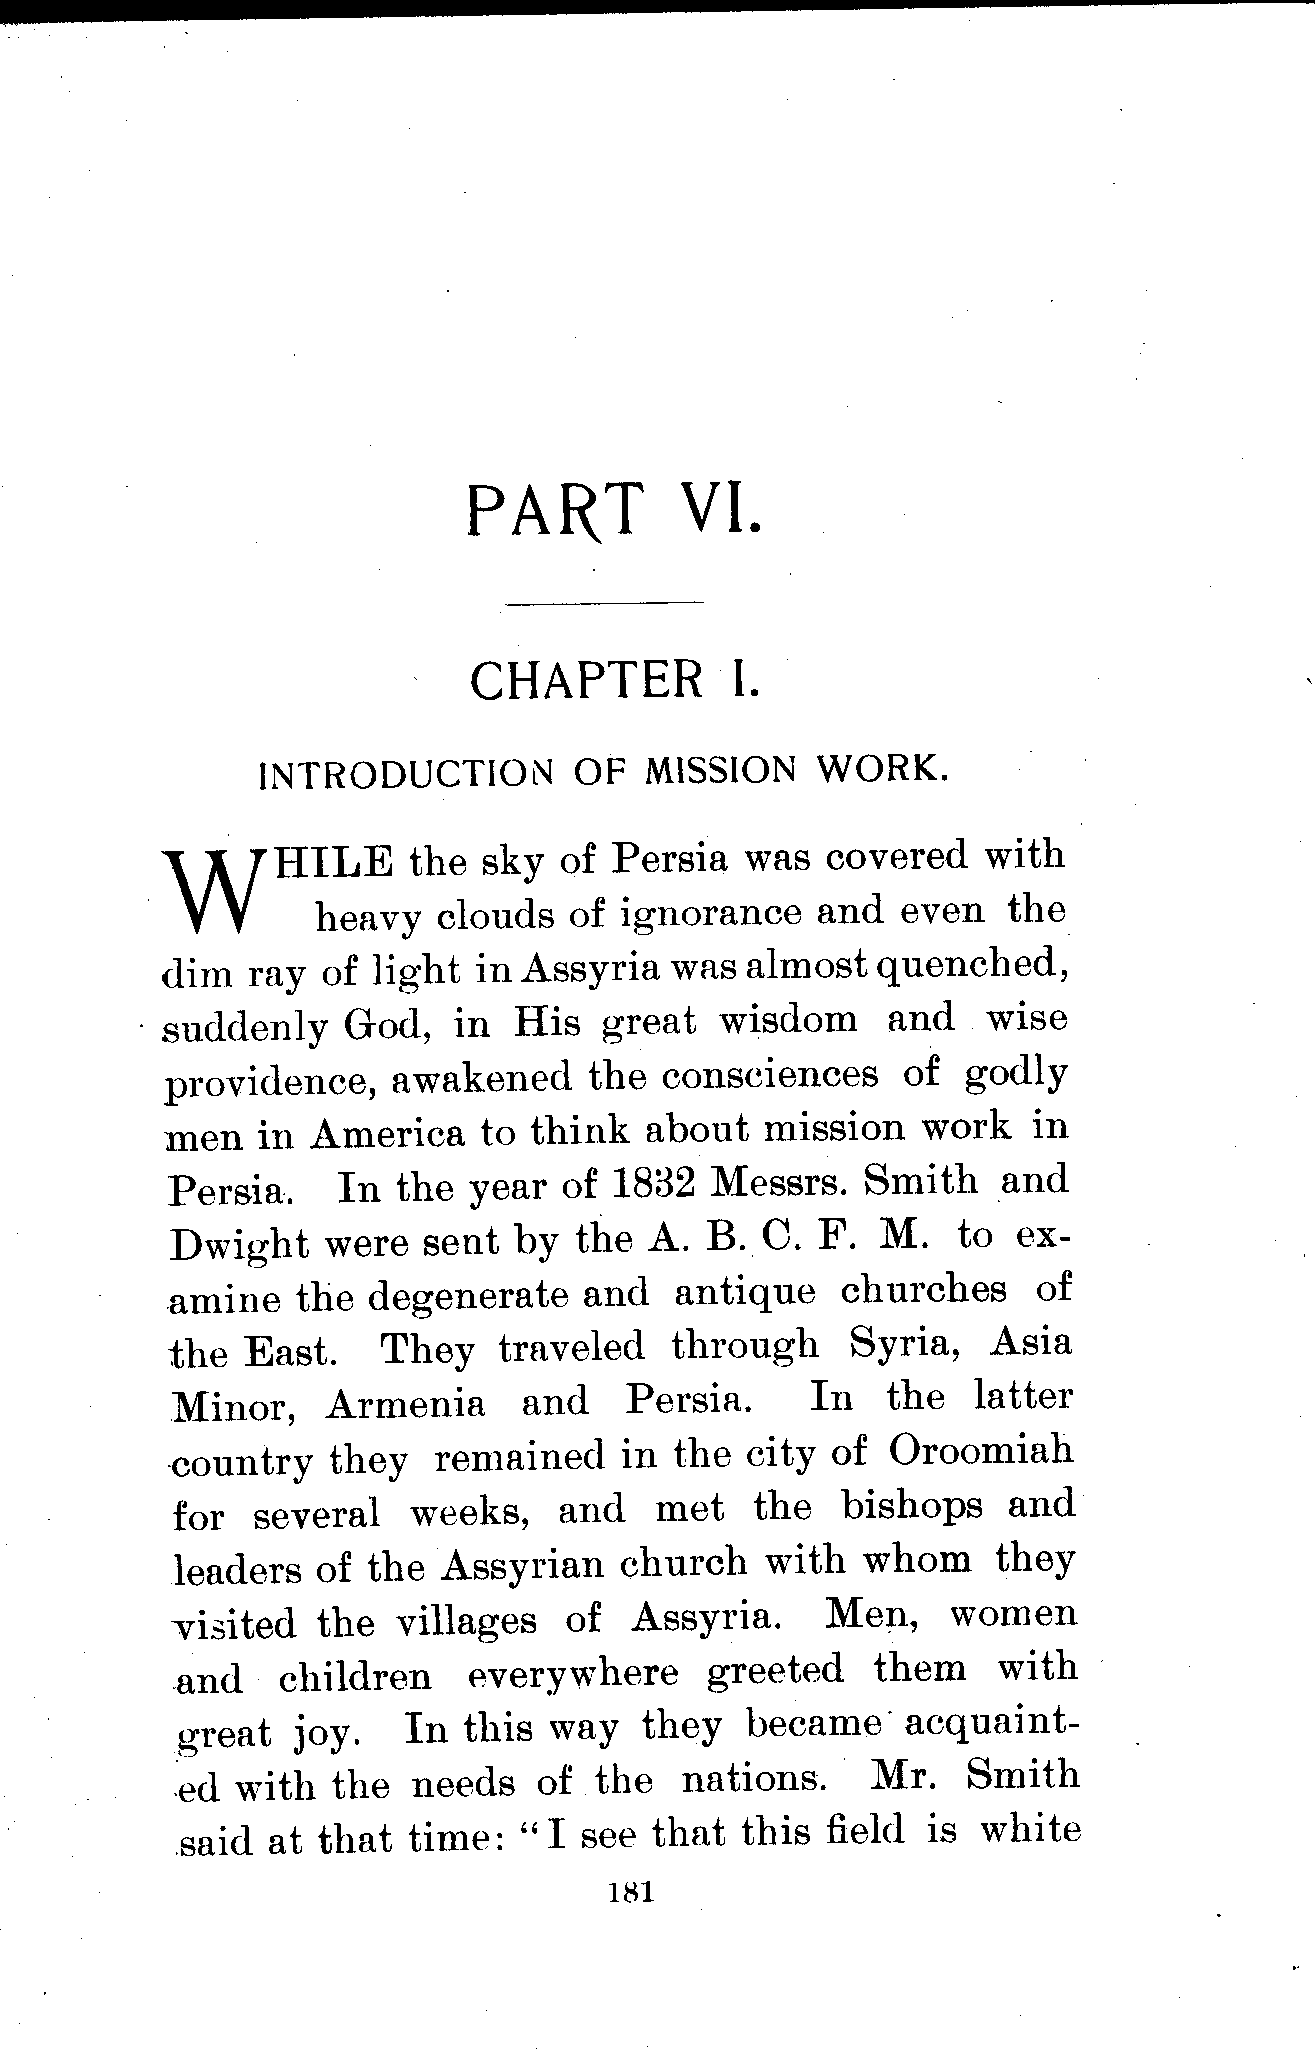 PART VI.
CHAPTER I.
INTRODUCTION OF MISSION WORK.
WHILE the sky of Persia was covered with
heavy clouds of ignorance and even the
dim ray of light in Assyria was almost quenched,
suddenly God, in His great wisdom and wise
providence, awakened the consciences of godly
men in America to think about mission work in
Persia. In the year of 1832 Messrs. Smith and
Dwight were sent by the A. B. C. F. M. to ex-
amine the degenerate and antique churches of
the East. They traveled through Syria, Asia
Minor, Armenia and Persia. In the latter
country they remained in the city of Oroomiah
for several weeks, and met the bishops and
leaders of the Assyrian church with whom they
visited the villages of Assyria. Men, women
and children everywhere greeted them with
great joy. In this way they became acquaint-
ed with the needs of the nations. Mr. Smith
said at that time: "I see that this field is white
181